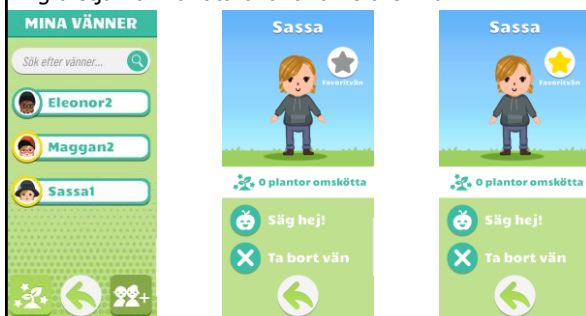 MINA VÄNNER
Sök efter vänner...
Eleonor2
Maggan2
Sassa1
Sassa
Favoritvän
0 plantor omskötta
Säg hej!
Ta bort vän
Sassa
Favoritvän
0 plantor omskötta
Säg hej!
Ta bort vän